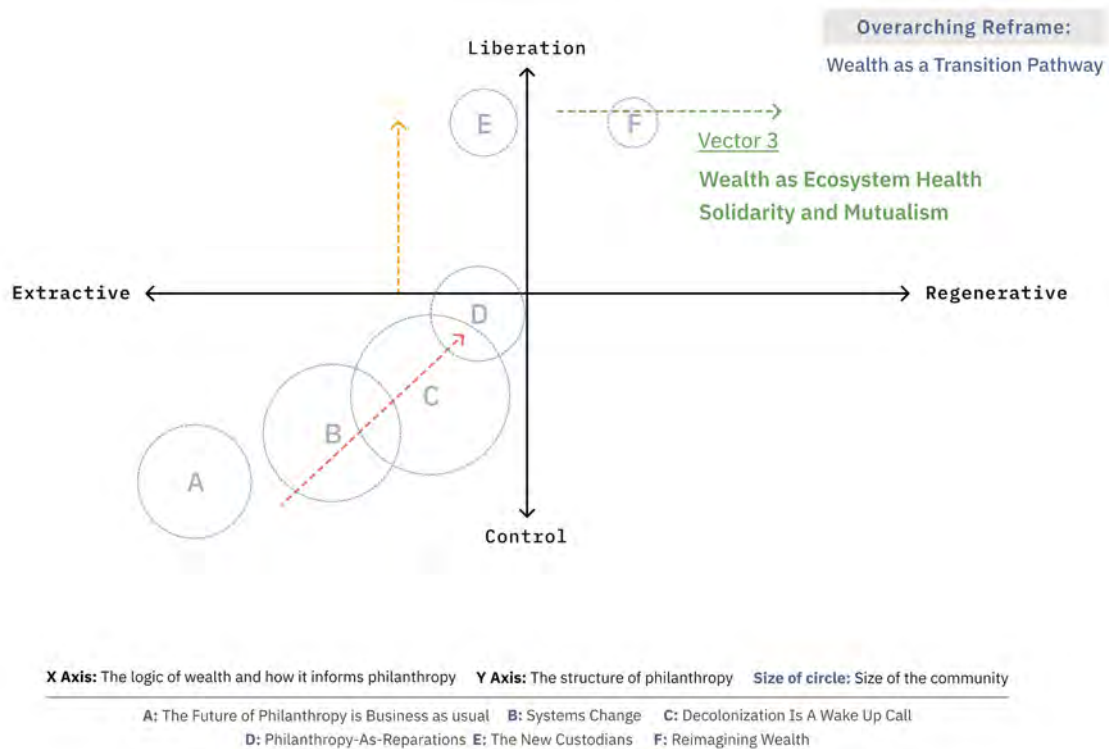 Overarching Reframe:
Wealth as a Transition Pathway
Liberation
E
F
Vector 3
Wealth as Ecosystem Health
Solidarity and Mutualism
Extractive
Regenerative
D
C
B
A
Control
X Axis: The logic of wealth and how it informs philanthropy Y Axis: The structure of philanthropy Size of circle: Size of the community
A: The Future of Philanthropy is Business as usual B: Systems Change C: Decolonization Is A Wake Up Call
D: Philanthropy-As-Reparations E: The New Custodians F: Reimagining Wealth